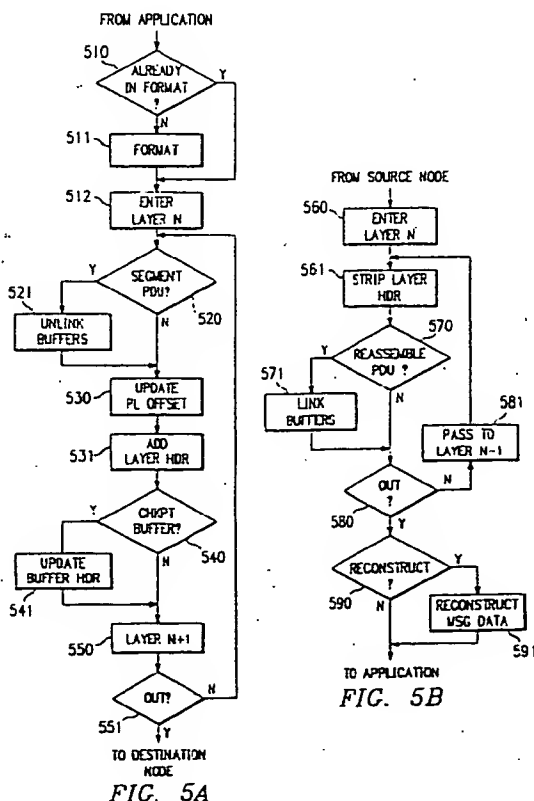 FROM APPLICATION
510
ALREADY
IN FORMAT
?
Y
N
511
FORMAT
512
ENTER
LAYER N
SEGMENT
PDU?
Y
520
N
521
UNLINK
BUFFERS
530
UPDATE
PL OFFSET
531
ADD
LAYER HDR
CHKPT
BUFFER?
Y
540
N
UPDATE
BUFFER HDR
541
550
LAYER N+1
OUT?
N
551
Y
TO DESTINATION
NODE
FIG. 5A
FROM SOURCE NODE
560
ENTER
LAYER N
561
STRIP LAYER
HDR
570
REASSEMBLE
PDU ?
Y
N
571
LINK
BUFFERS
581
PASS TO
LAYER N-1
OUT
?
N
580
Y
RECONSTRUCT
?
Y
590
N
RECONSTRUCT
MSG DATA
591
TO APPLICATION
FIG. 5B